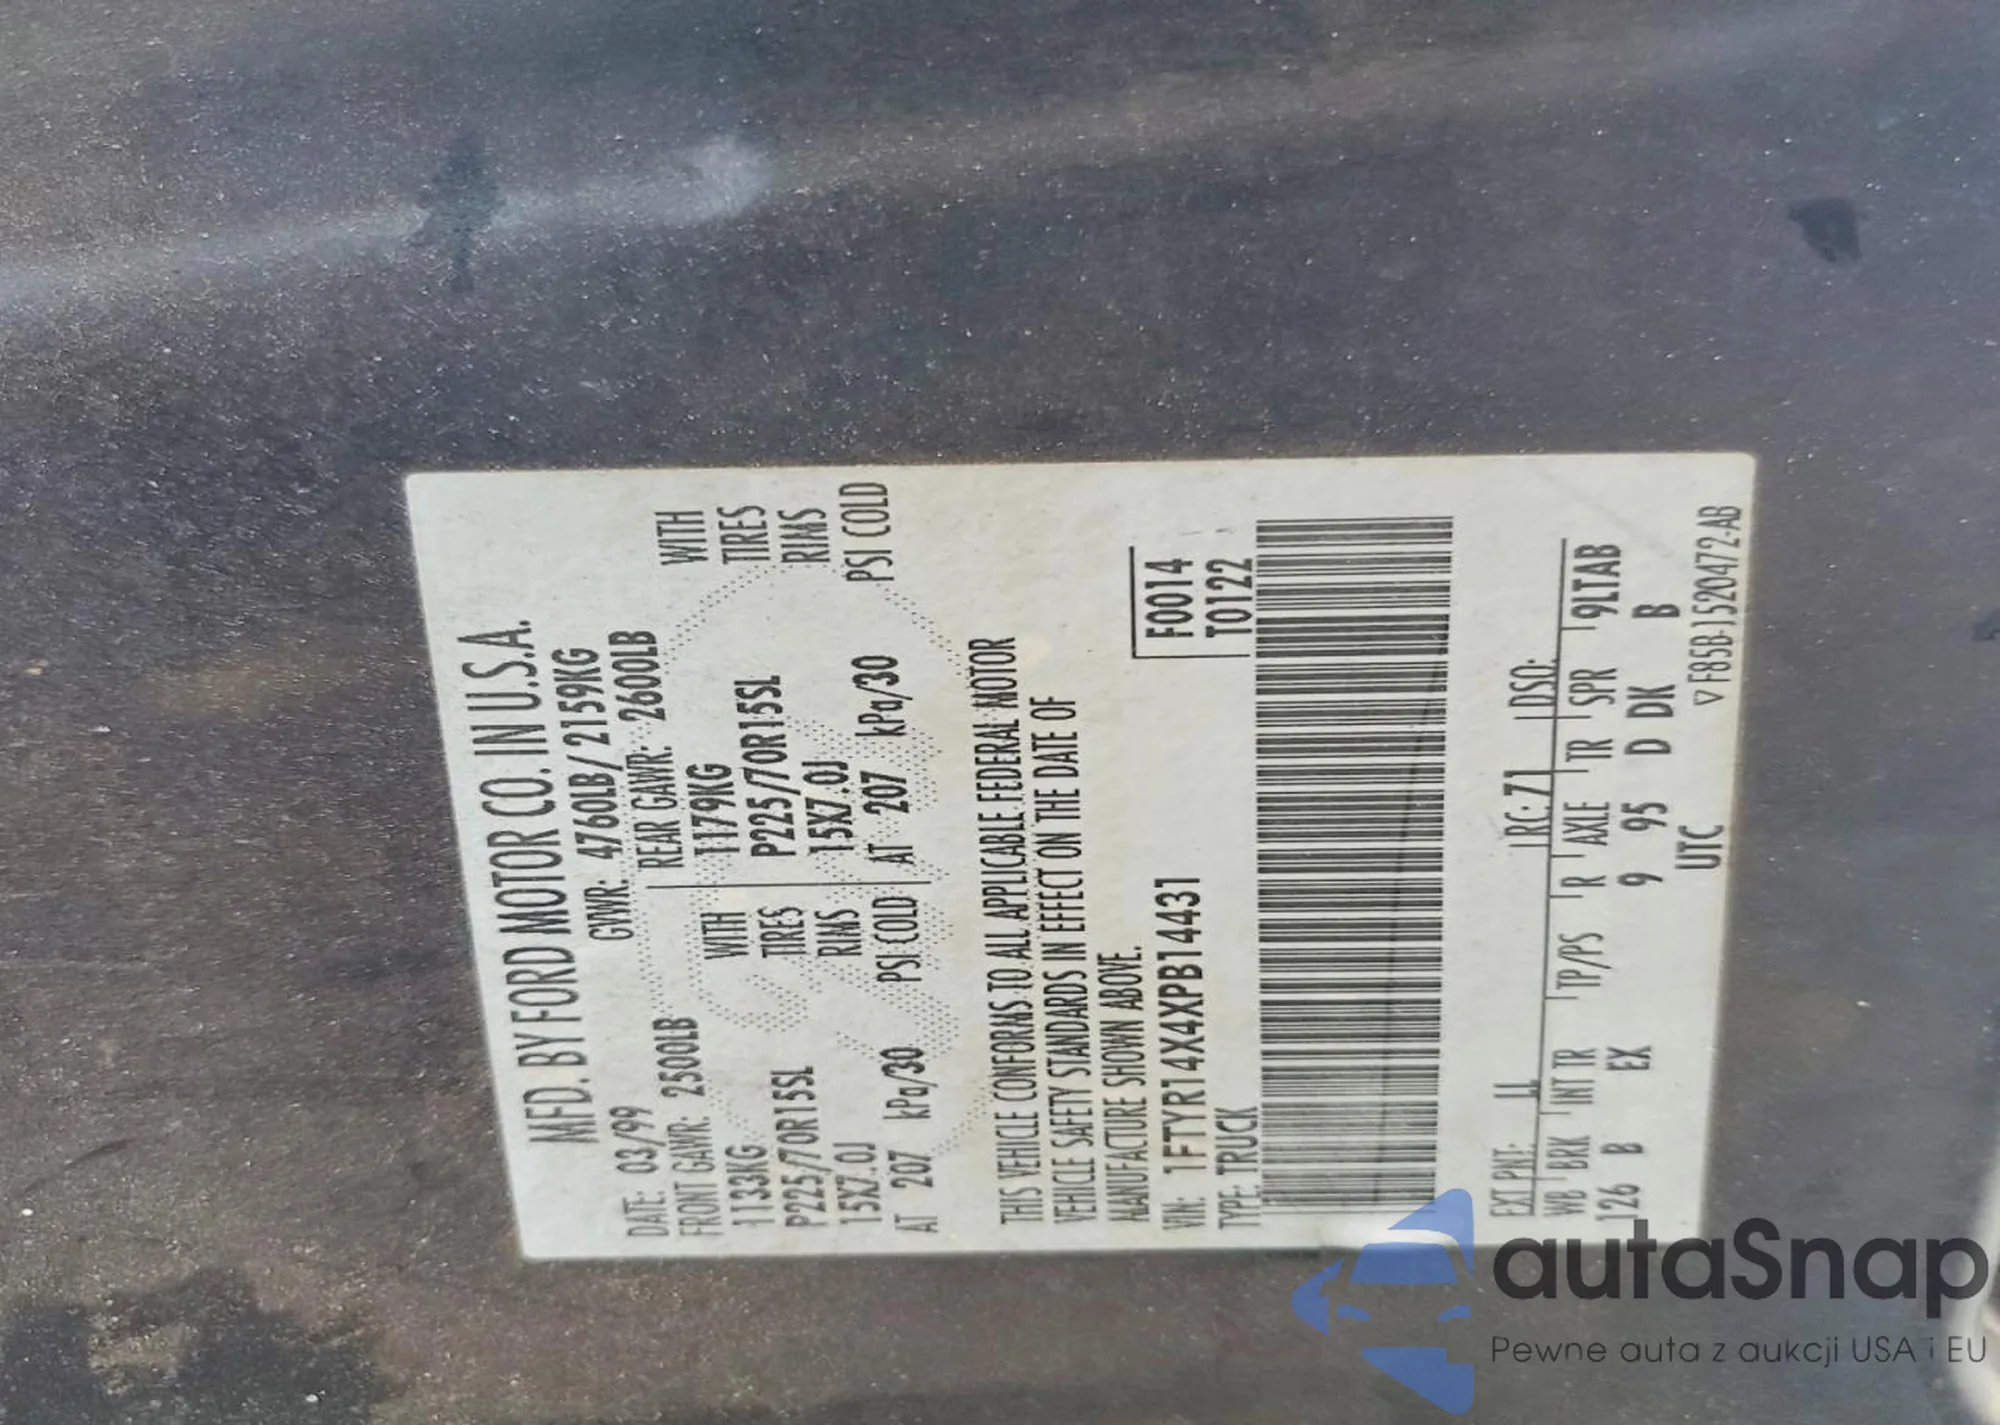 MFD. BY FORD MOTOR CO. IN U.S.A.
DATE: 03/99 GVWR: 4760LB/2159KG
FRONT GAWR: 2500LB REAR GAWR: 2600LB
1133KG WITH 1179KG WITH
P225/70R15SL TIRES P225/70R15SL TIRES
15X7.0J RIMS 15X7.0J RIMS
AT 207 kPa/30 PSI COLD AT 207 kPa/30 PSI COLD
THIS VEHICLE CONFORMS TO ALL APPLICABLE FEDERAL MOTOR
VEHICLE SAFETY STANDARDS IN EFFECT ON THE DATE OF
MANUFACTURE SHOWN ABOVE.
VIN: 1FTYR14X4XPB14431 F0014
TYPE: TRUCK T0122
EXT PNT: LL RC: 71 DSO:
WB BRK INT TR TP/PS R AXLE TR SPR 9LTAB
126 B EX 9 95 D DK B
UTC
▽ F85B-1520472-AB
autaSnap
Pewne auta z aukcji USA i EU